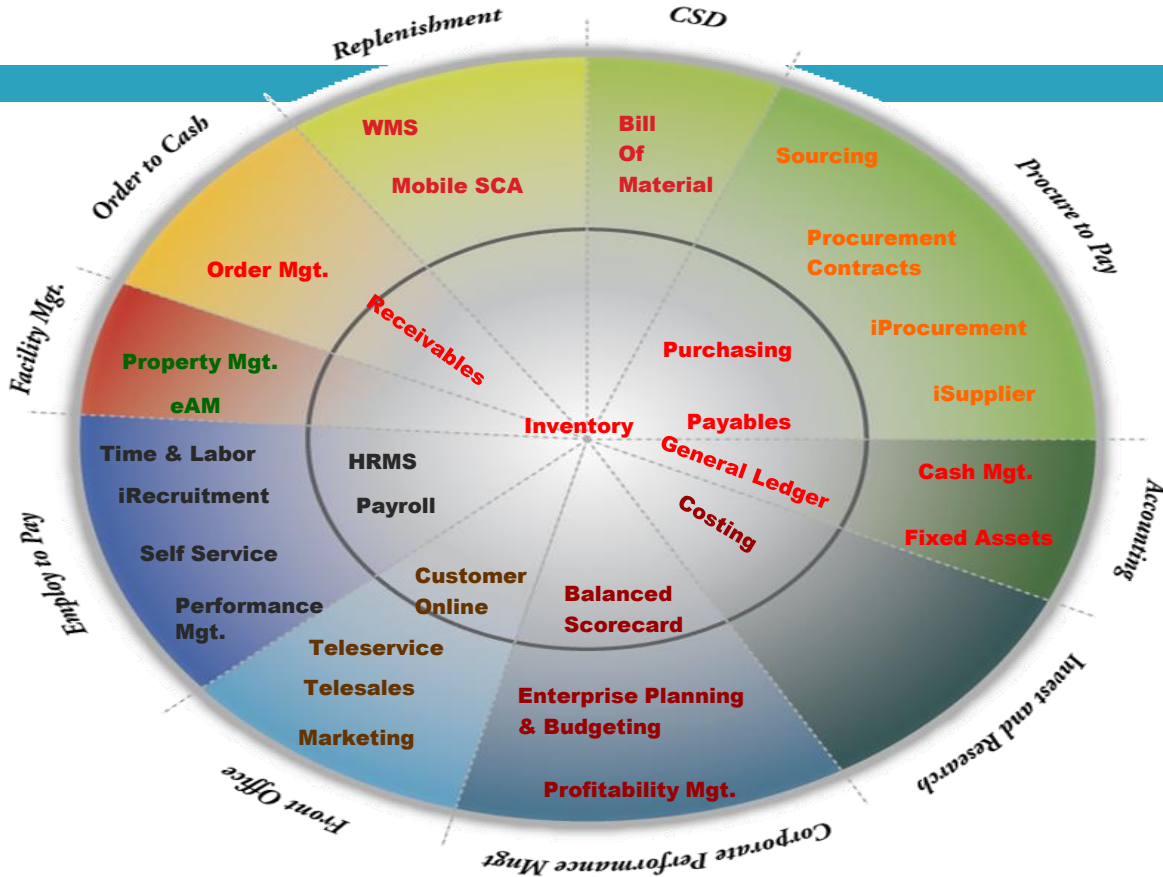 Replenishment
CSD
Order to Cash
Procure to Pay
Facility Mgt.
Employ to Pay
Accounting
Front Office
Corporate Performance Mngt
Invest and Research
WMS
Mobile SCA
Bill
Of
Material
Sourcing
Procurement
Contracts
iProcurement
iSupplier
Order Mgt.
Receivables
Purchasing
Payables
Inventory
General Ledger
Costing
Cash Mgt.
Fixed Assets
Property Mgt.
eAM
Time & Labor
iRecruitment
Self Service
Performance
Mgt.
HRMS
Payroll
Customer
Online
Teleservice
Telesales
Marketing
Balanced
Scorecard
Enterprise Planning
& Budgeting
Profitability Mgt.